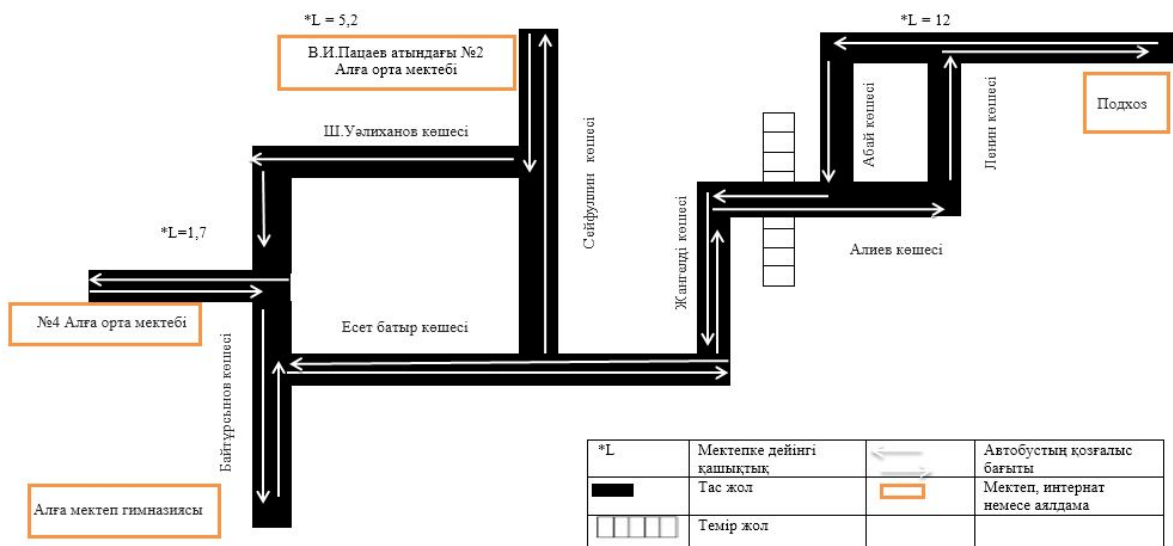 *L = 5,2
*L = 12
В.И.Пацаев атындағы №2
Алға орта мектебі
Подхоз
Ш.Уәлиханов көшесі
Абай көшесі
Ленин көшесі
Сейфуллин көшесі
*L=1,7
Жангелді көшесі
Алиев көшесі
№4 Алға орта мектебі
Есет батыр көшесі
Байтұрсынов көшесі
Алға мектеп гимназиясы
*L
Мектепке дейінгі
қашықтық
Автобустың қозғалыс
бағыты
Тас жол
Мектеп, интернат
немесе аялдама
Темір жол